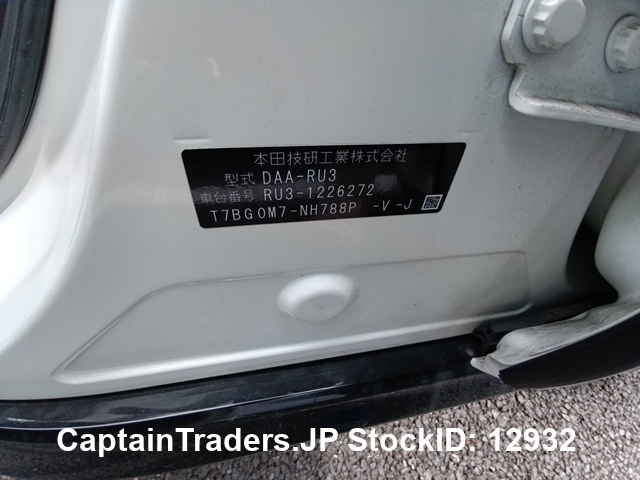 本田技研工業株式会社
型式 DAA-RU3
車台番号 RU3-1226272
T7BG0M7-NH788P -V-J
CaptainTraders.JP StockID: 12932